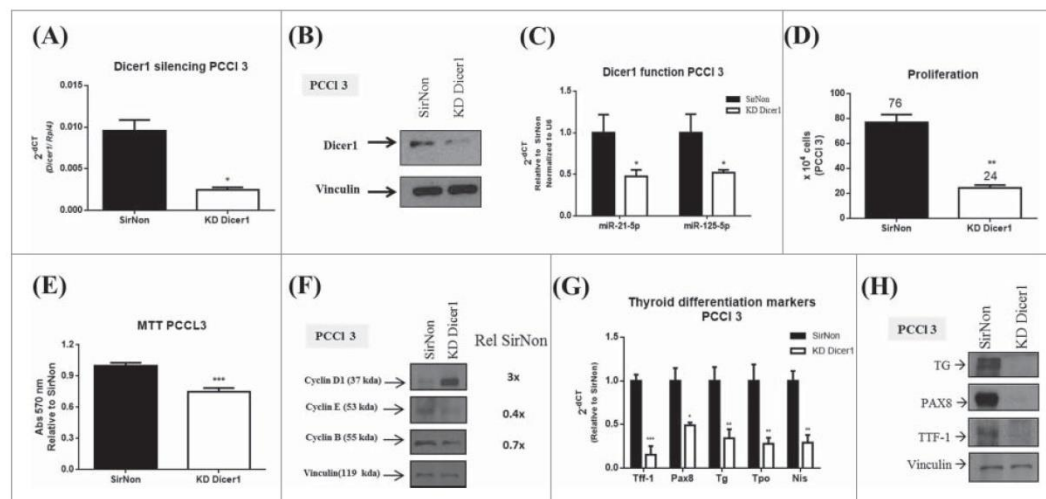 (A)
Dicer1 silencing PCCl 3
2^-dCT
(Dicer1/ Rpl4)
0.015
0.010
0.005
0.000
*
SirNon
KD Dicer1
(B)
PCCl 3
SirNon
KD Dicer1
Dicer1
Vinculin
(C)
Dicer1 function PCCl 3
SirNon
KD Dicer1
2^-dCT
Relative to SirNon
Normalized to U6
1.5
1.0
0.5
0.0
*
*
miR-21-5p
miR-125-5p
(D)
Proliferation
x 10⁴ cells
(PCCl 3)
100
80
60
40
20
0
76
**
24
SirNon
KD Dicer1
(E)
MTT PCCL3
Abs 570 nm
Relative to SirNon
1.2
0.9
0.6
0.3
0.0
***
SirNon
KD Dicer1
(F)
PCCl 3
SirNon
KD Dicer1
Rel SirNon
Cyclin D1 (37 kda)
3x
Cyclin E (53 kda)
0.4x
Cyclin B (55 kda)
0.7x
Vinculin(119 kda)
(G)
Thyroid differentiation markers
PCCl 3
SirNon
KD Dicer1
2^-dCT
(Relative to SirNon)
1.5
1.0
0.5
0.0
***
*
**
**
**
Tff-1
Pax8
Tg
Tpo
Nis
(H)
PCCl 3
SirNon
KD Dicer1
TG
PAX8
TTF-1
Vinculin